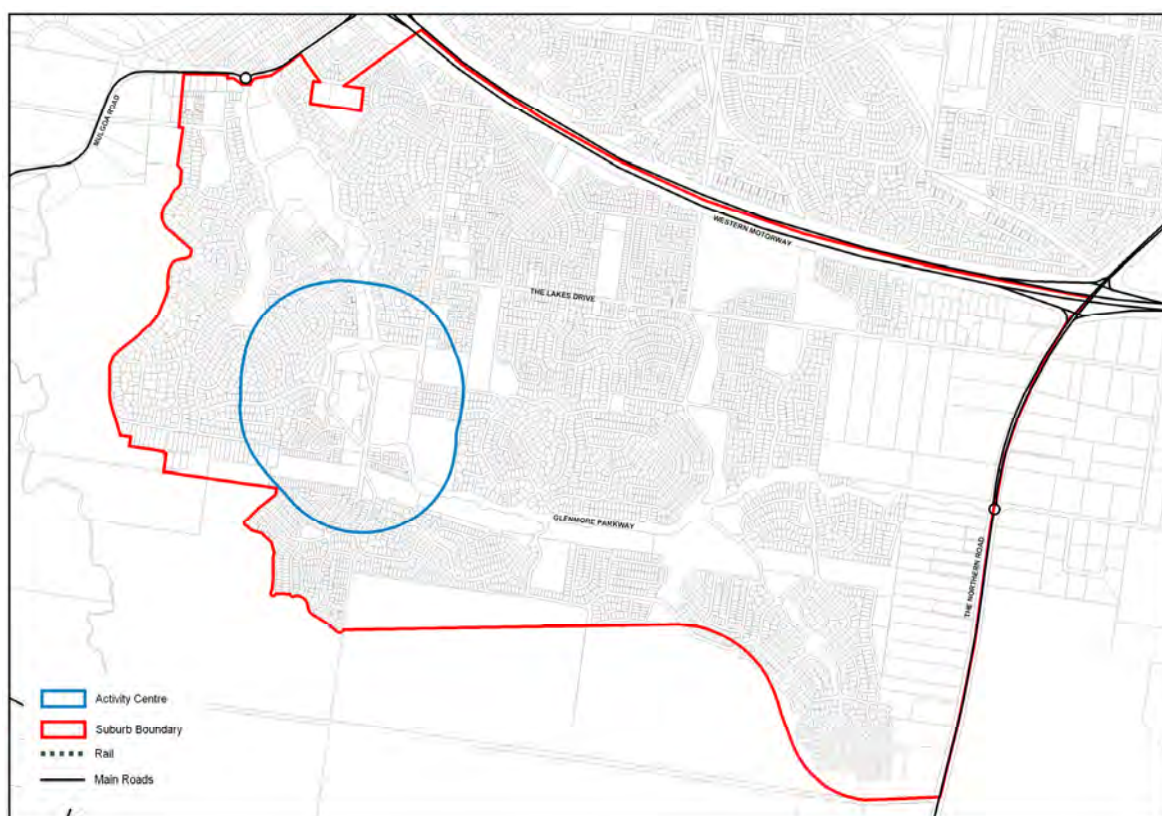 MULGOA ROAD
WESTERN MOTORWAY
THE LAKES DRIVE
GLENMORE PARKWAY
THE NORTHERN ROAD
Activity Centre
Suburb Boundary
Rail
Main Roads